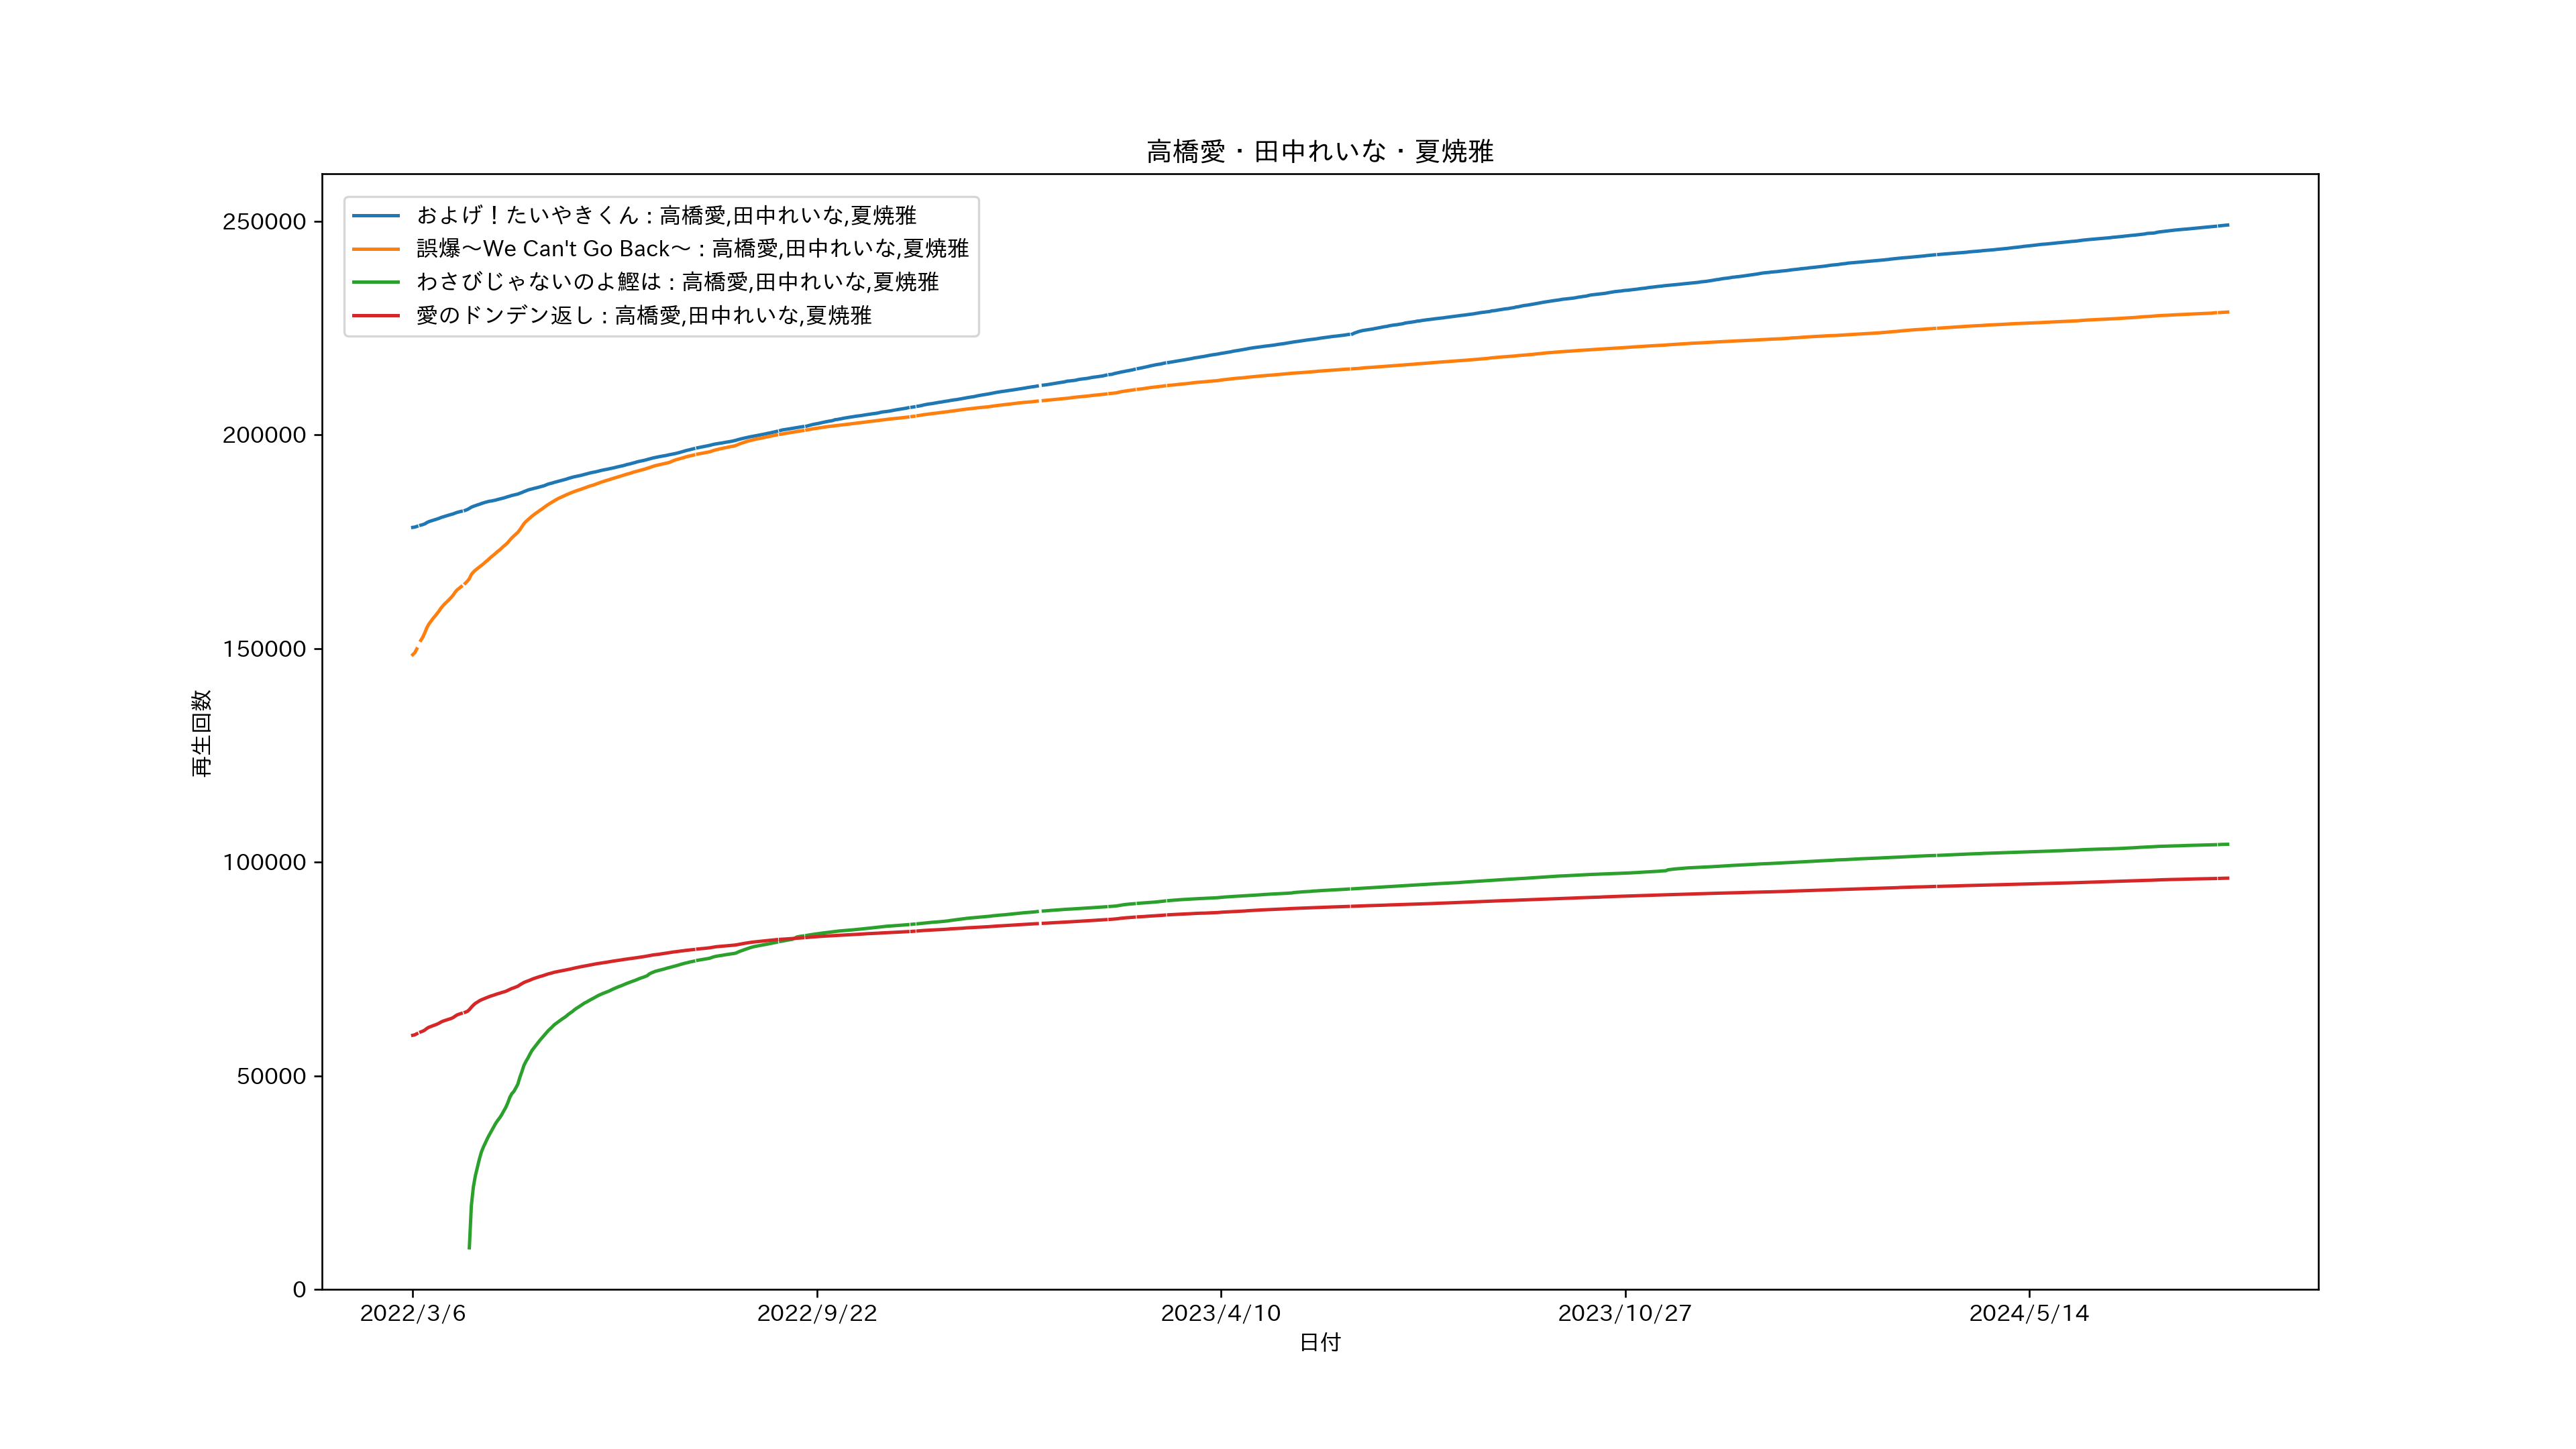 高橋愛・田中れいな・夏焼雅
およげ！たいやきくん : 高橋愛,田中れいな,夏焼雅
誤爆〜We Can't Go Back〜 : 高橋愛,田中れいな,夏焼雅
わさびじゃないのよ鰹は : 高橋愛,田中れいな,夏焼雅
愛のドンデン返し : 高橋愛,田中れいな,夏焼雅
250000
200000
150000
100000
50000
0
再生回数
2022/3/6
2022/9/22
2023/4/10
2023/10/27
2024/5/14
日付